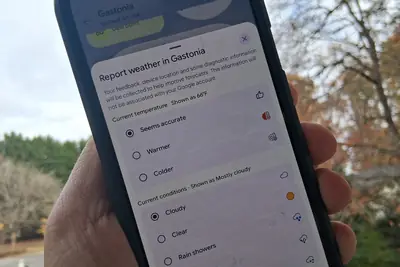 Gastonia
Report weather in Gastonia
Your feedback, device location and some diagnostic information
will be collected to help improve forecasts. This information will
not be associated with your Google account.
Current temperature Shown as 66°F
Seems accurate
Warmer
Colder
Current conditions Shown as Mostly cloudy
Cloudy
Clear
Rain showers